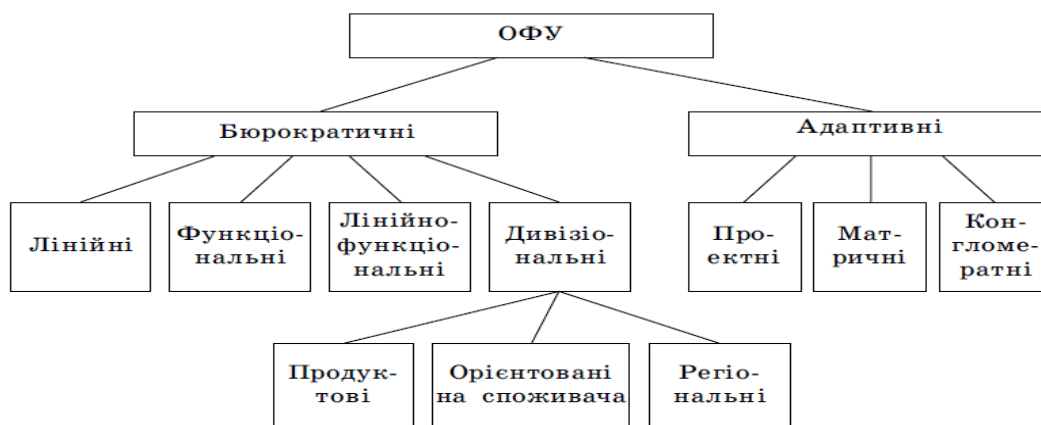 ОФУ
Бюрократичні
Адаптивні
Лінійні
Функціо-
нальні
Лінійно-
функціо-
нальні
Дивізіо-
нальні
Про-
ектні
Мат-
ричні
Кон-
гломе-
ратні
Продук-
тові
Орієнтовані
на споживача
Регіо-
нальні